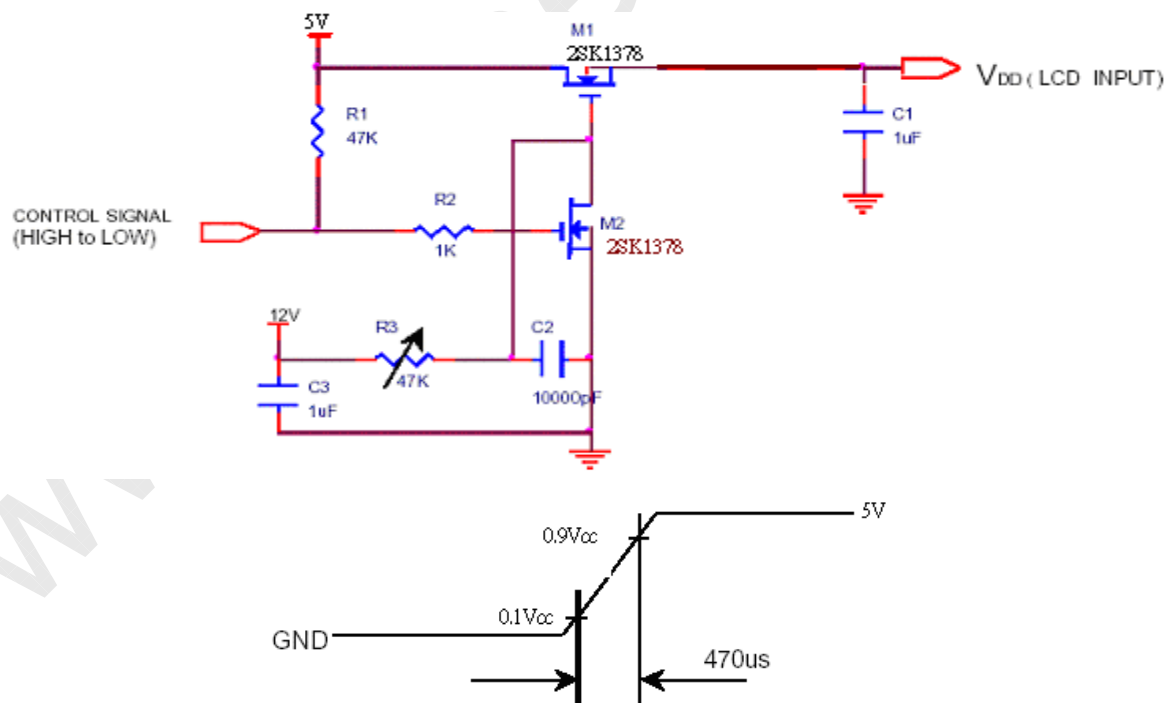 5V
M1
2SK1378
VDD ( LCD INPUT)
R1
47K
C1
1uF
CONTROL SIGNAL
(HIGH to LOW)
R2
1K
M2
2SK1378
12V
R3
47K
C2
10000pF
C3
1uF
5V
0.9Vcc
0.1Vcc
GND
470us